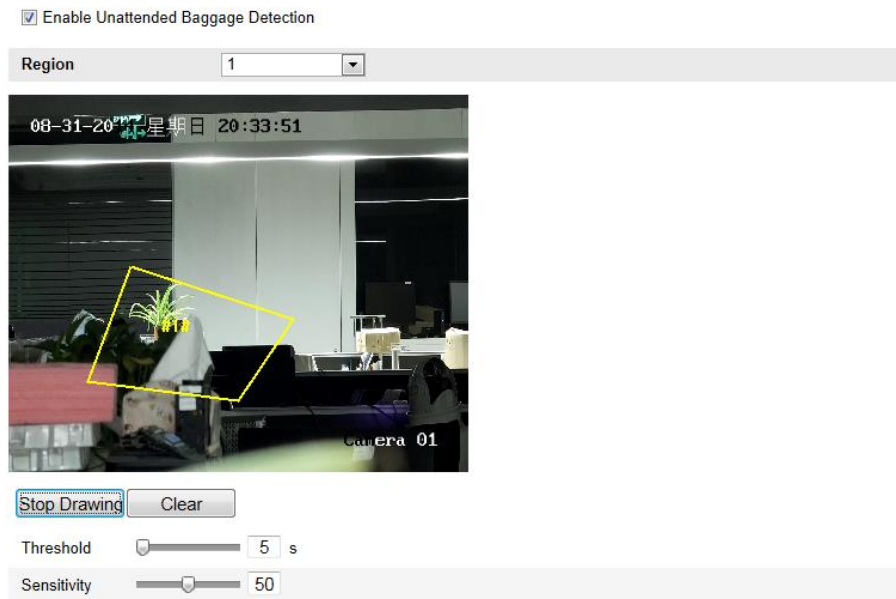 Enable Unattended Baggage Detection
Region
1
08-31-20 星期日 20:33:51
#1#
Camera 01
Stop Drawing
Clear
Threshold
5 s
Sensitivity
50